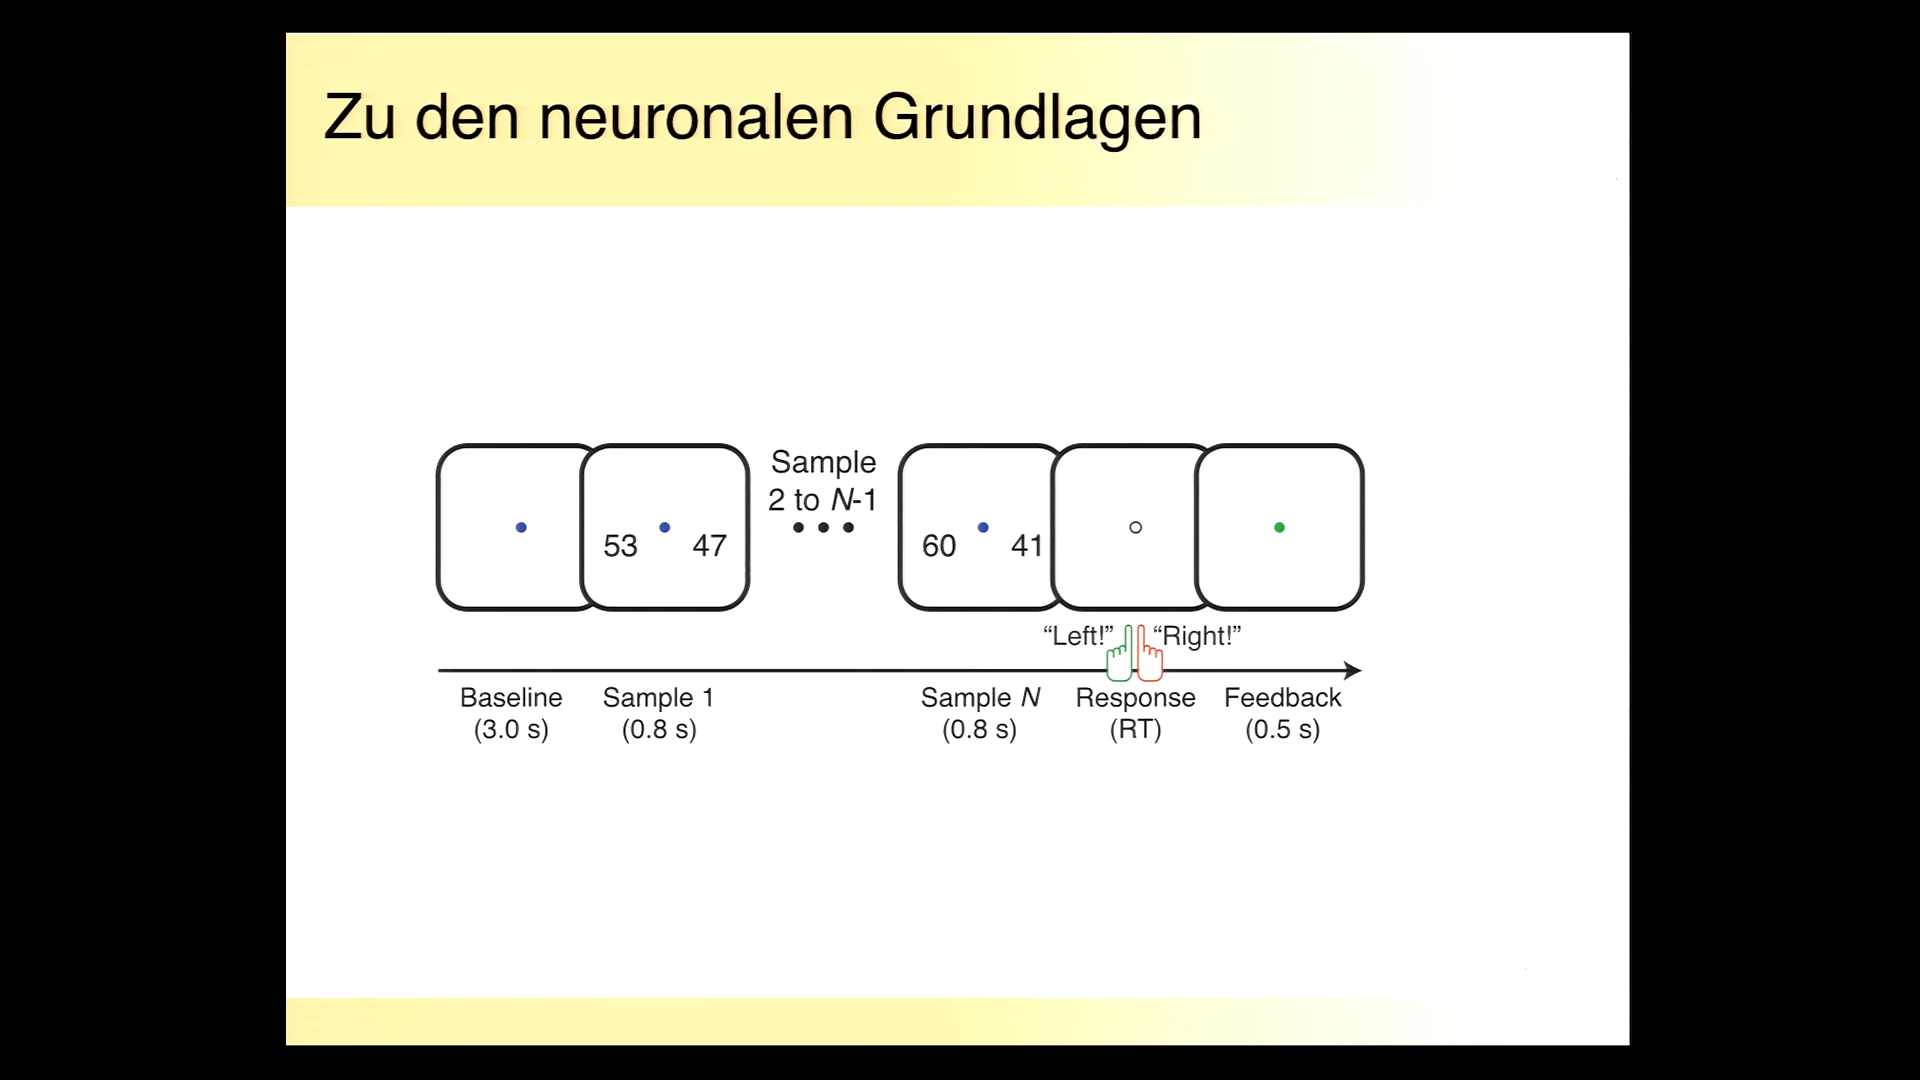 Zu den neuronalen Grundlagen
Sample
2 to N-1
53 47
60 41
“Left!” “Right!”
Baseline
(3.0 s)
Sample 1
(0.8 s)
Sample N
(0.8 s)
Response
(RT)
Feedback
(0.5 s)